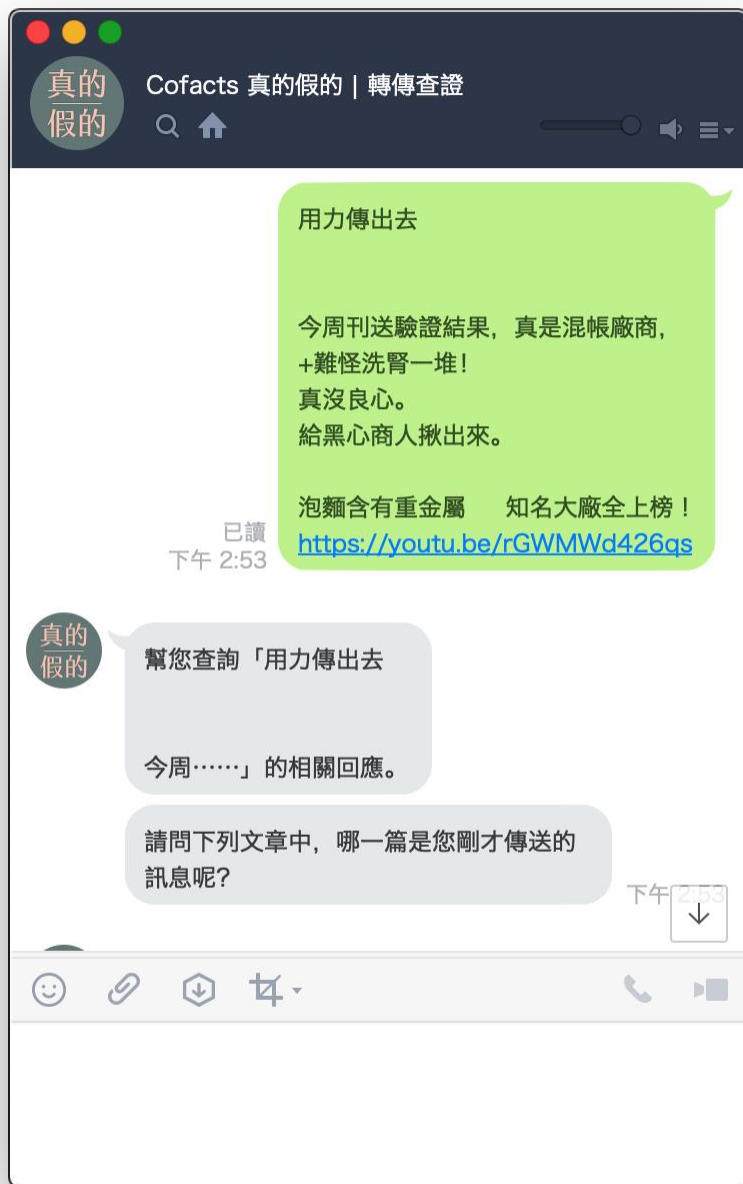 真的
假的
Cofacts 真的假的 | 轉傳查證
用力傳出去
今周刊送驗證結果，真是混帳廠商，
+難怪洗腎一堆！
真沒良心。
給黑心商人揪出來。
泡麵含有重金屬 知名大廠全上榜！
https://youtu.be/rGWMWd426qs
已讀
下午 2:53
真的
假的
幫您查詢「用力傳出去
今周……」的相關回應。
請問下列文章中，哪一篇是您剛才傳送的
訊息呢？
下午 2:53